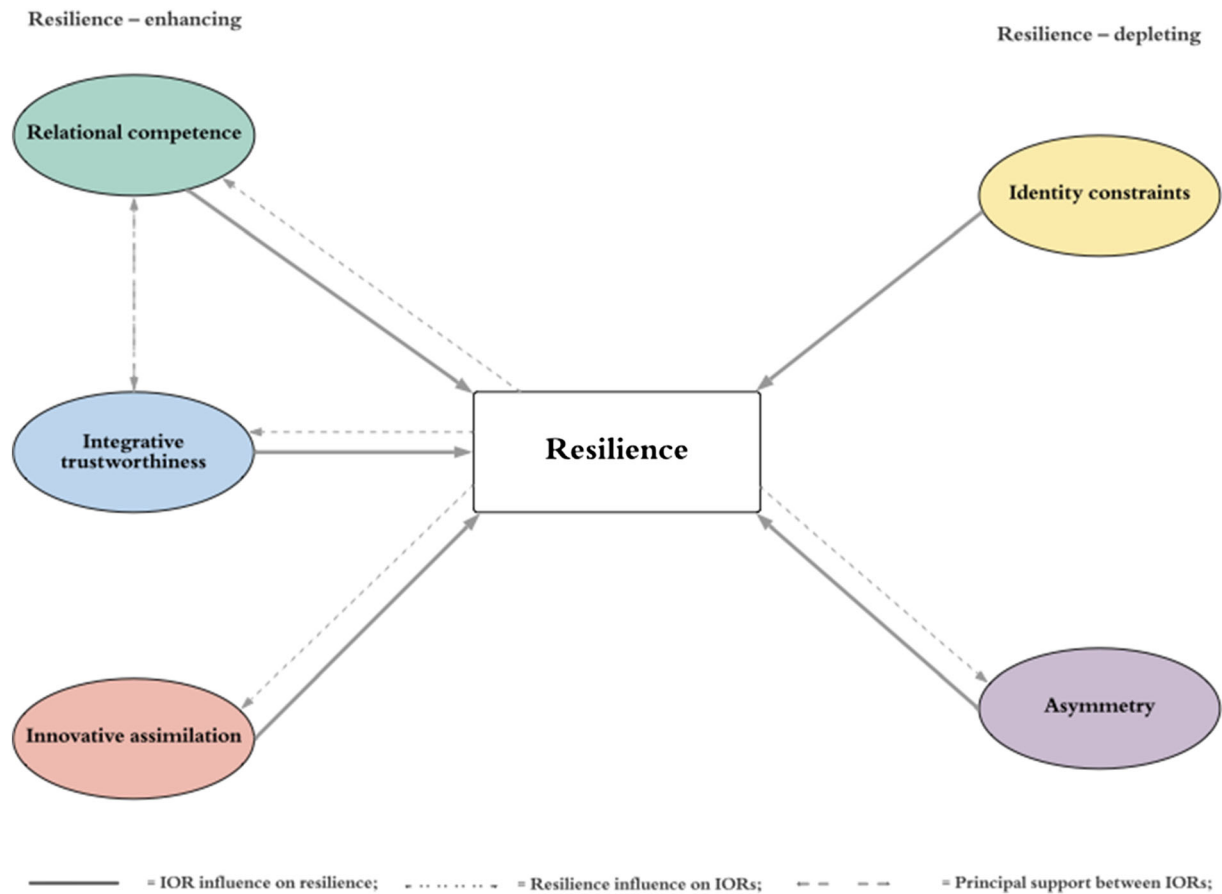 Resilience – enhancing
Resilience – depleting
Relational competence
Identity constraints
Integrative
trustworthiness
Resilience
Innovative assimilation
Asymmetry
= IOR influence on resilience;
= Resilience influence on IORs;
= Principal support between IORs;